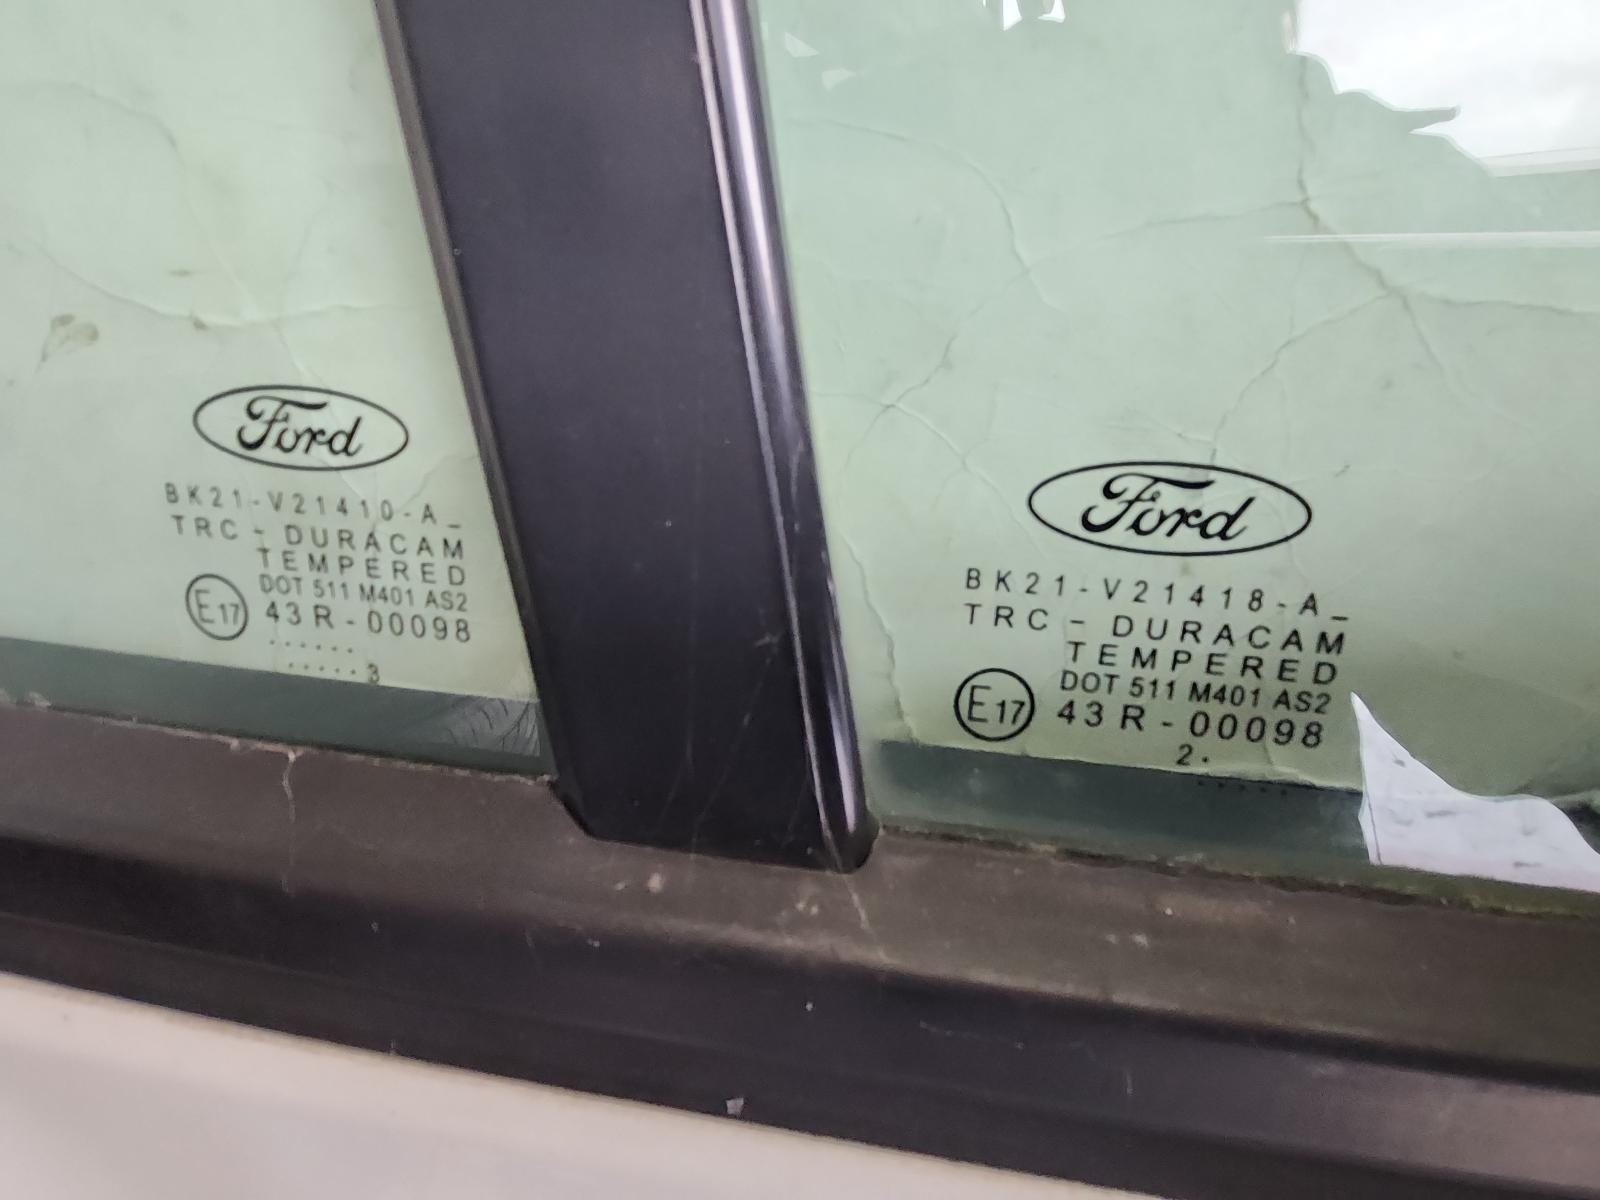 Ford
BK21-V21410-A_
TRC - DURACAM
TEMPERED
DOT 511 M401 AS2
E17 43R-00098
......
.....3
Ford
BK21-V21418-A_
TRC - DURACAM
TEMPERED
DOT 511 M401 AS2
E17 43R-00098
2.
......